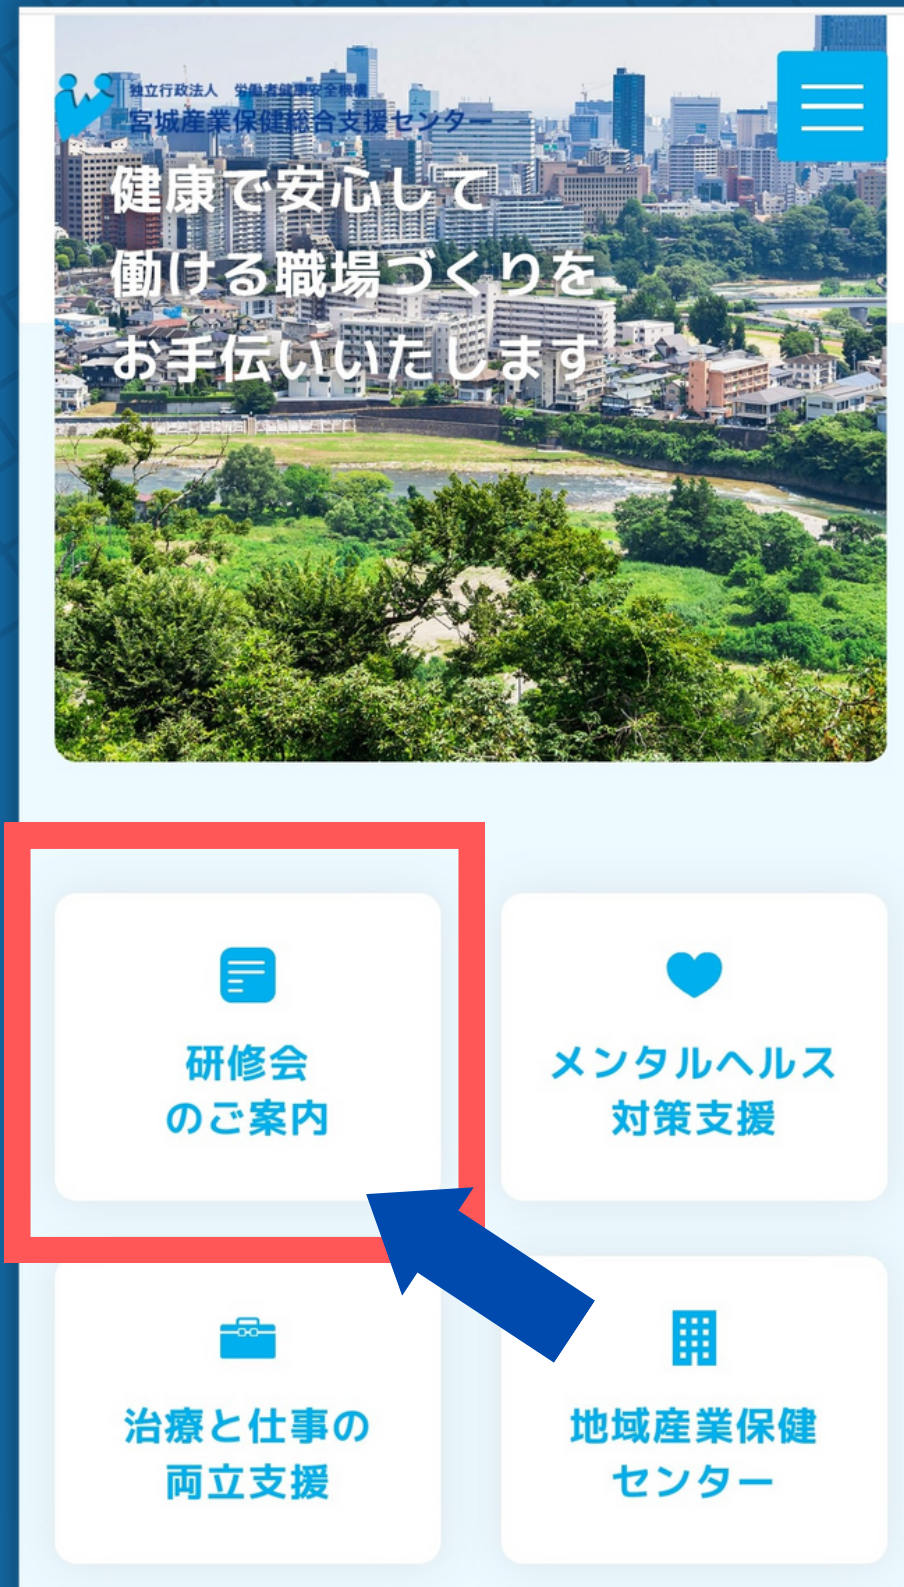 独立行政法人　労働者健康安全機構
宮城産業保健総合支援センター
健康で安心して
働ける職場づくりを
お手伝いいたします
研修会
のご案内
メンタルヘルス
対策支援
治療と仕事の
両立支援
地域産業保健
センター